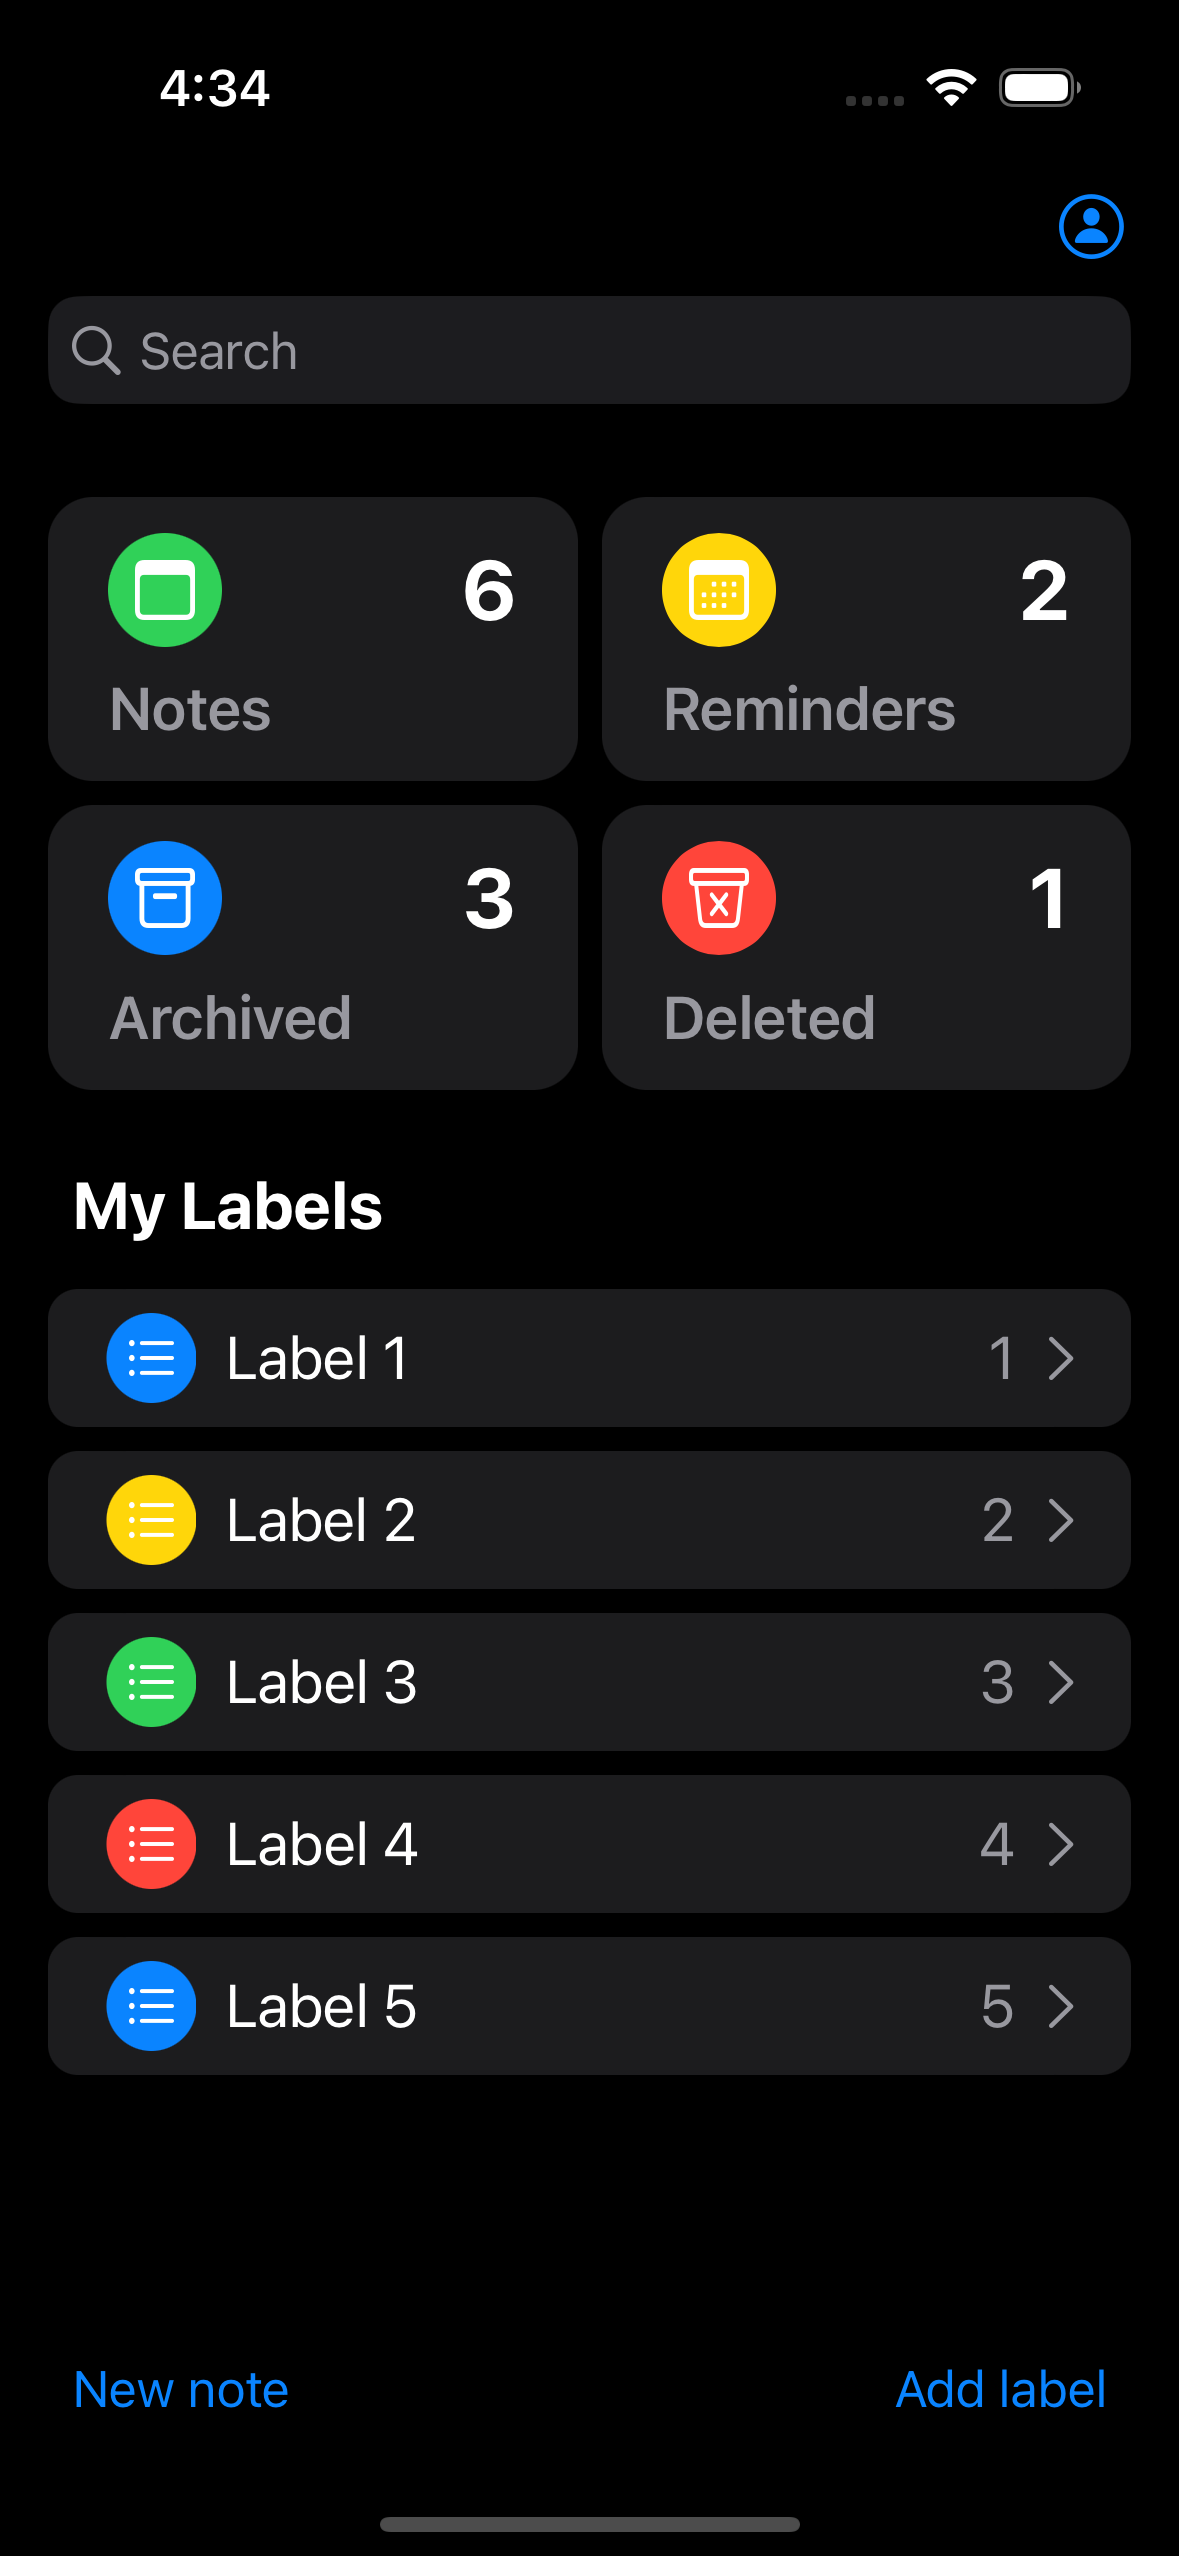 4:34
Search
6
Notes
2
Reminders
3
Archived
1
Deleted
My Labels
Label 1 1
Label 2 2
Label 3 3
Label 4 4
Label 5 5
New note
Add label